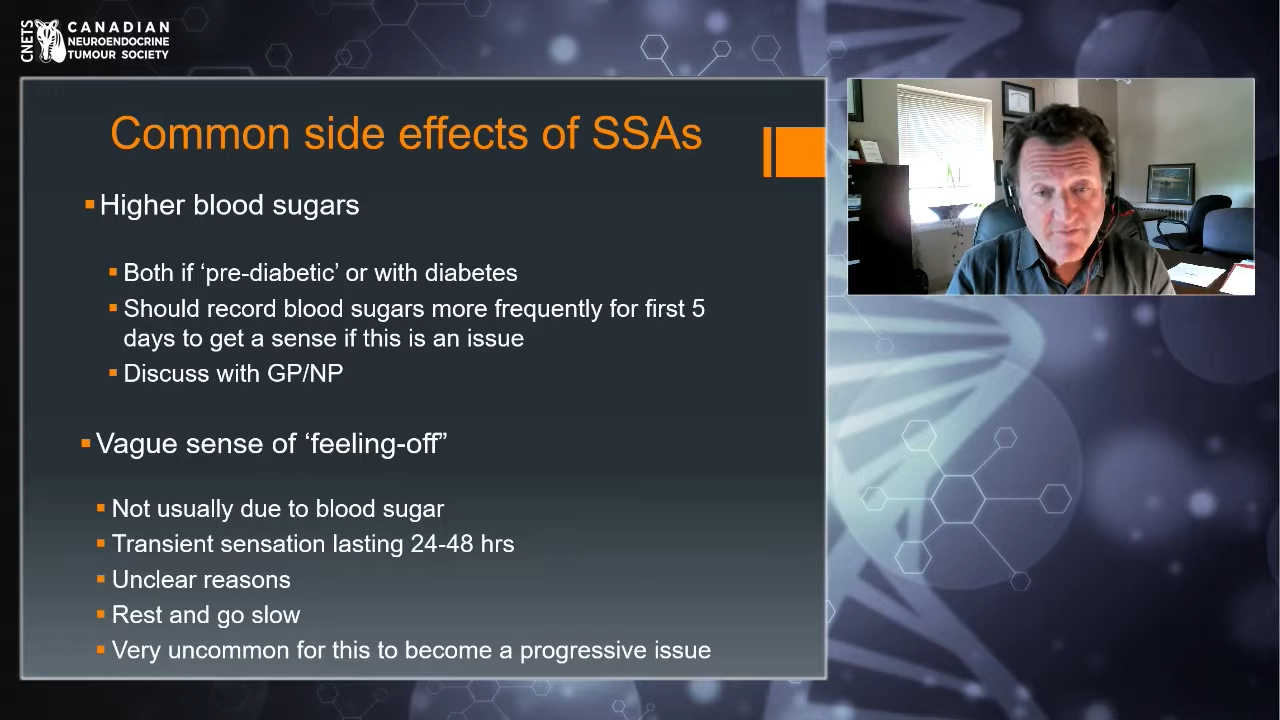 CNETS
CANADIAN
NEUROENDOCRINE
TUMOUR SOCIETY
Common side effects of SSAs
Higher blood sugars
Both if ‘pre-diabetic’ or with diabetes
Should record blood sugars more frequently for first 5
days to get a sense if this is an issue
Discuss with GP/NP
Vague sense of ‘feeling-off”
Not usually due to blood sugar
Transient sensation lasting 24-48 hrs
Unclear reasons
Rest and go slow
Very uncommon for this to become a progressive issue